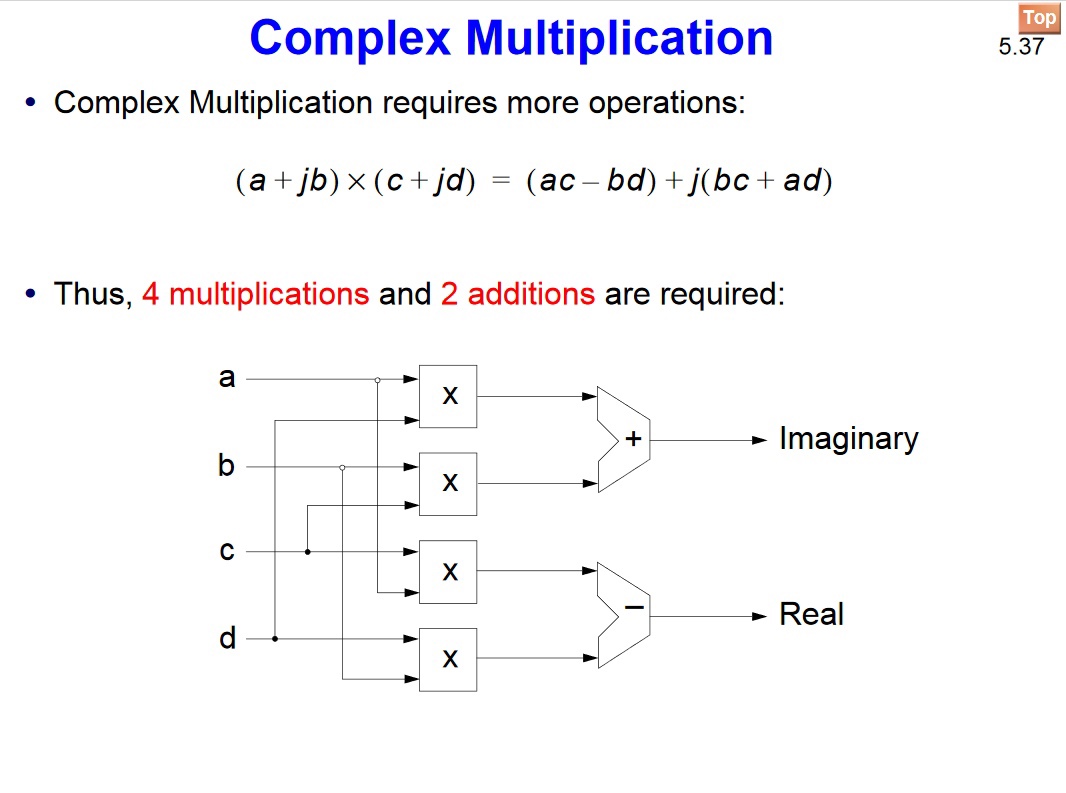 Complex Multiplication
Top
5.37
• Complex Multiplication requires more operations:
(a + jb) × (c + jd) = (ac – bd) + j(bc + ad)
• Thus, 4 multiplications and 2 additions are required:
a
x
+
Imaginary
b
x
c
x
–
Real
d
x